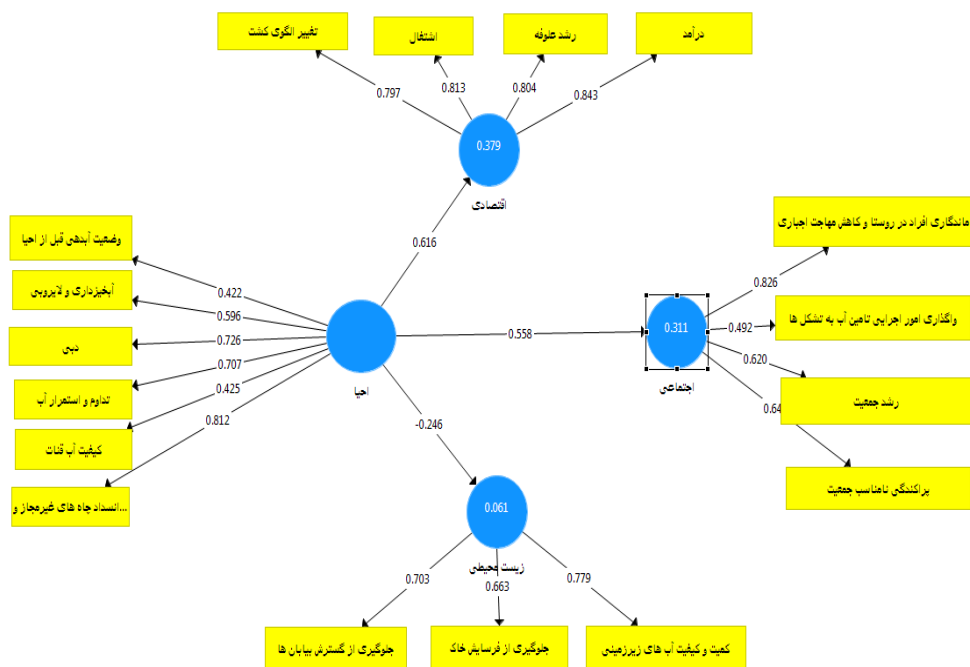 تغییر الگوی کشت
اشتغال
رشد علوفه
درآمد
0.797
0.813
0.804
0.843
0.379
اقتصادی
0.616
وضعیت آبدهی قبل از احیا
آبخیزداری و لایروبی
دبی
تداوم و استمرار آب
کیفیت آب قنات
انسداد چاه های غیرمجاز و...
0.422
0.596
0.726
0.707
0.425
0.812
احیا
0.558
0.311
اجتماعی
ماندگاری افراد در روستا و کاهش مهاجت اجباری
واگذاری امور اجرایی تامین آب به تشکل ها
رشد جمعیت
پراکندگی نامناسب جمعیت
0.826
0.492
0.620
0.64
-0.246
0.061
زیست محیطی
0.703
0.663
0.779
جلوگیری از گسترش بیابان ها
جلوگیری از فرسایش خاک
کمیت و کیفیت آب های زیرزمینی